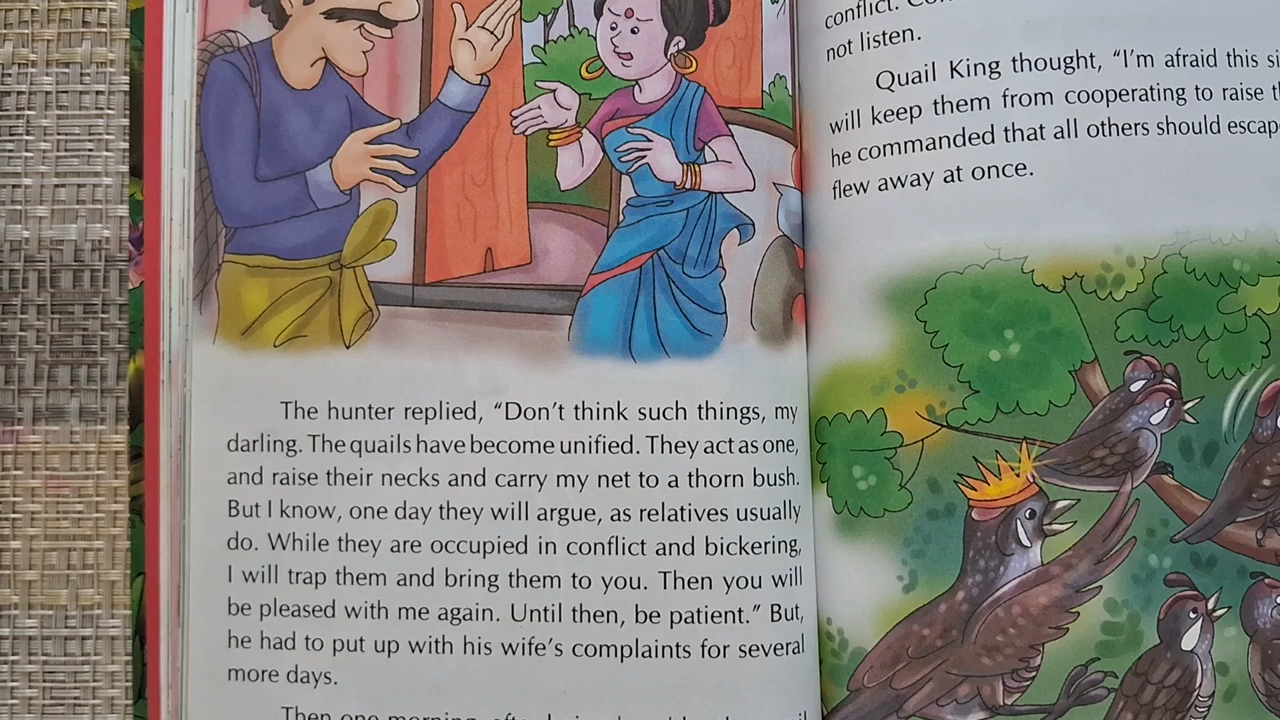 The hunter replied, “Don’t think such things, my
darling. The quails have become unified. They act as one,
and raise their necks and carry my net to a thorn bush.
But I know, one day they will argue, as relatives usually
do. While they are occupied in conflict and bickering,
I will trap them and bring them to you. Then you will
be pleased with me again. Until then, be patient.” But,
he had to put up with his wife’s complaints for several
more days.
Then one morning, after
conflict.
not listen.
Quail King thought, “I’m afraid this
will keep them from cooperating to raise
he commanded that all others should escap
flew away at once.